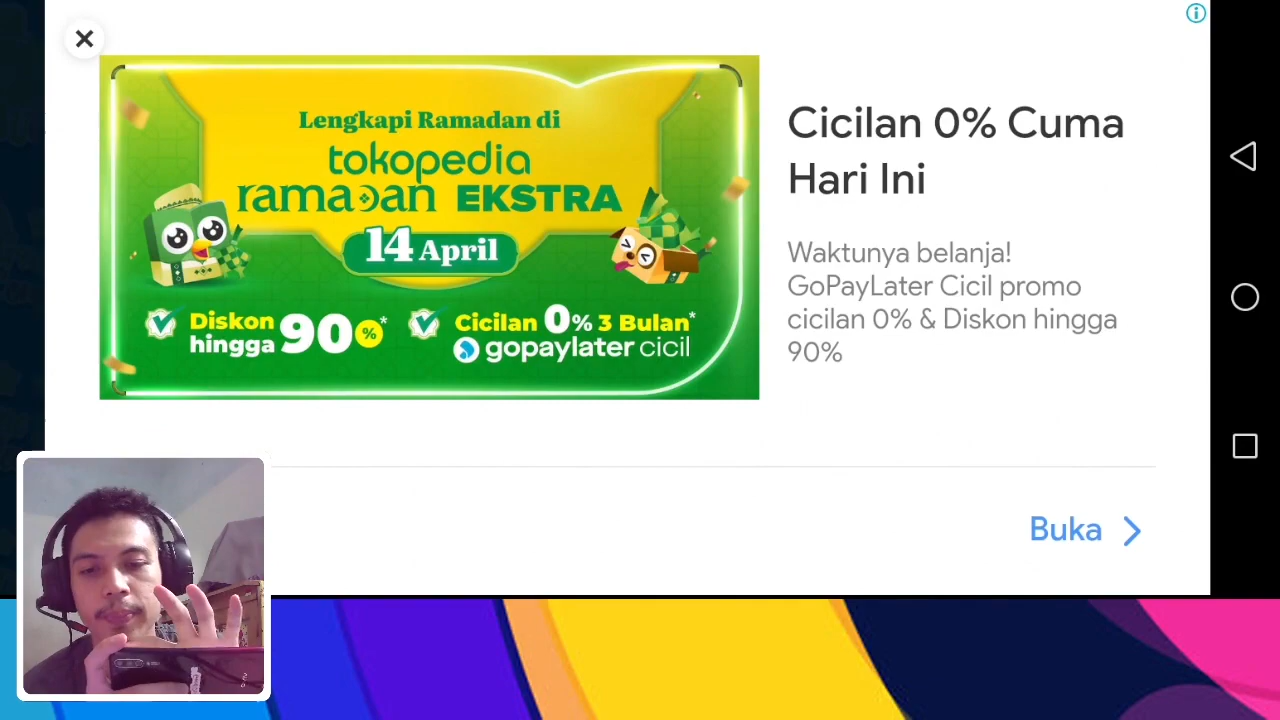 Lengkapi Ramadan di
tokopedia
ramadan EKSTRA
14 April
Diskon hingga 90%*
Cicilan 0% 3 Bulan*
gopaylater cicil
Cicilan 0% Cuma
Hari Ini
Waktunya belanja!
GoPayLater Cicil promo
cicilan 0% & Diskon hingga
90%
Buka